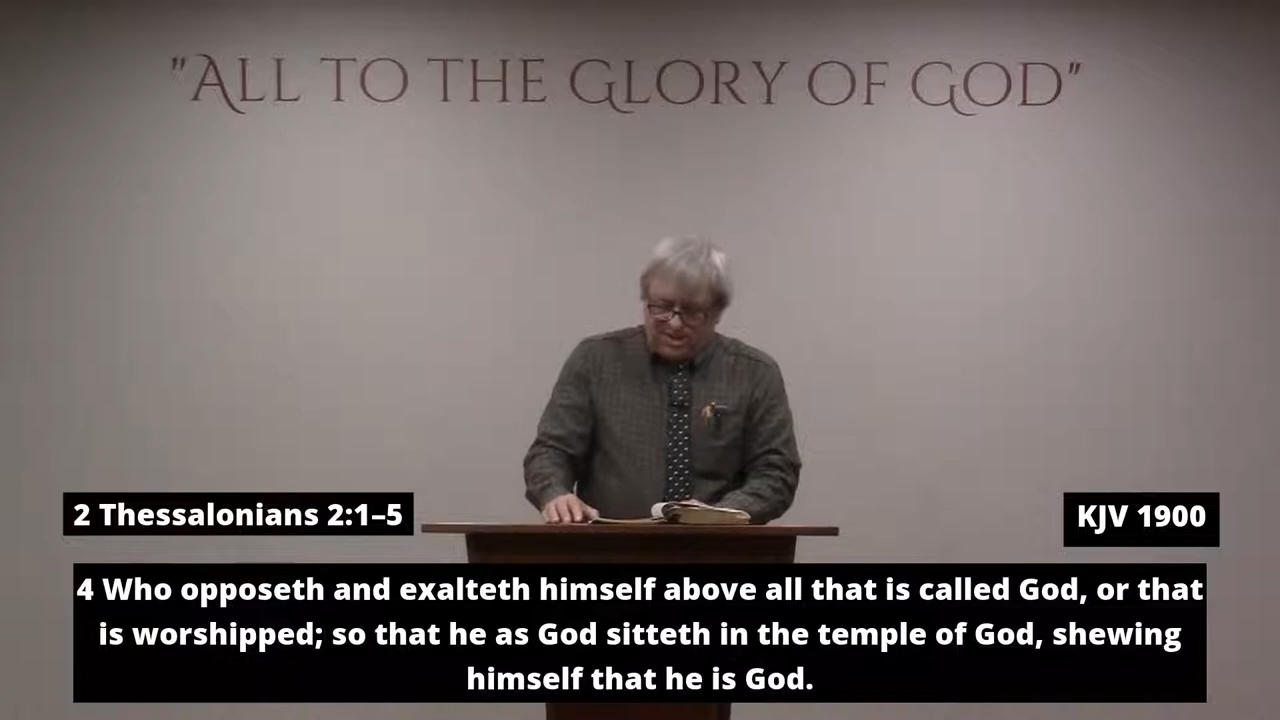 "ALL TO THE GLORY OF GOD"
2 Thessalonians 2:1–5
KJV 1900
4 Who opposeth and exalteth himself above all that is called God, or that
is worshipped; so that he as God sitteth in the temple of God, shewing
himself that he is God.